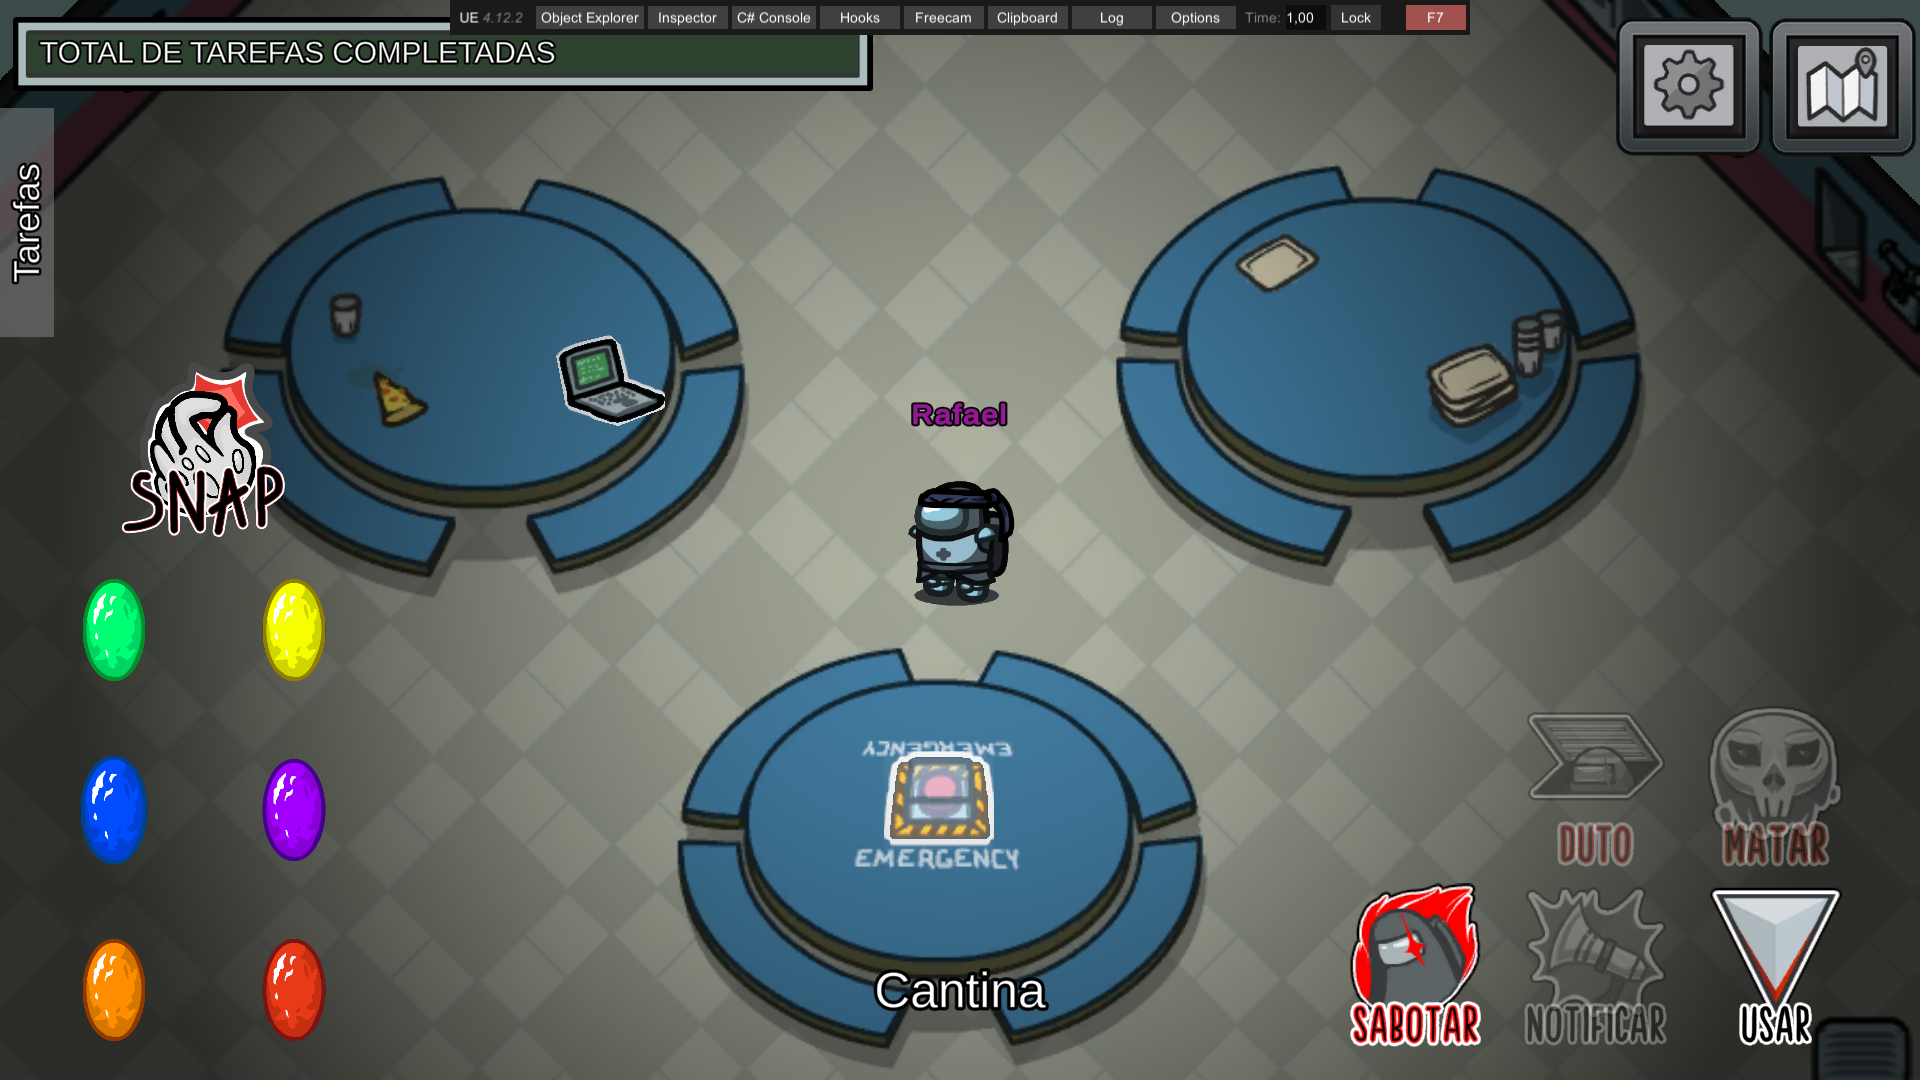 UE 4.12.2 Object Explorer Inspector C# Console Hooks Freecam Clipboard Log Options Time: 1,00 Lock F7
TOTAL DE TAREFAS COMPLETADAS
Tarefas
Rafael
SNAP
EMERGENCY
EMERGENCY
Cantina
DUTO
MATAR
SABOTAR
NOTIFICAR
USAR